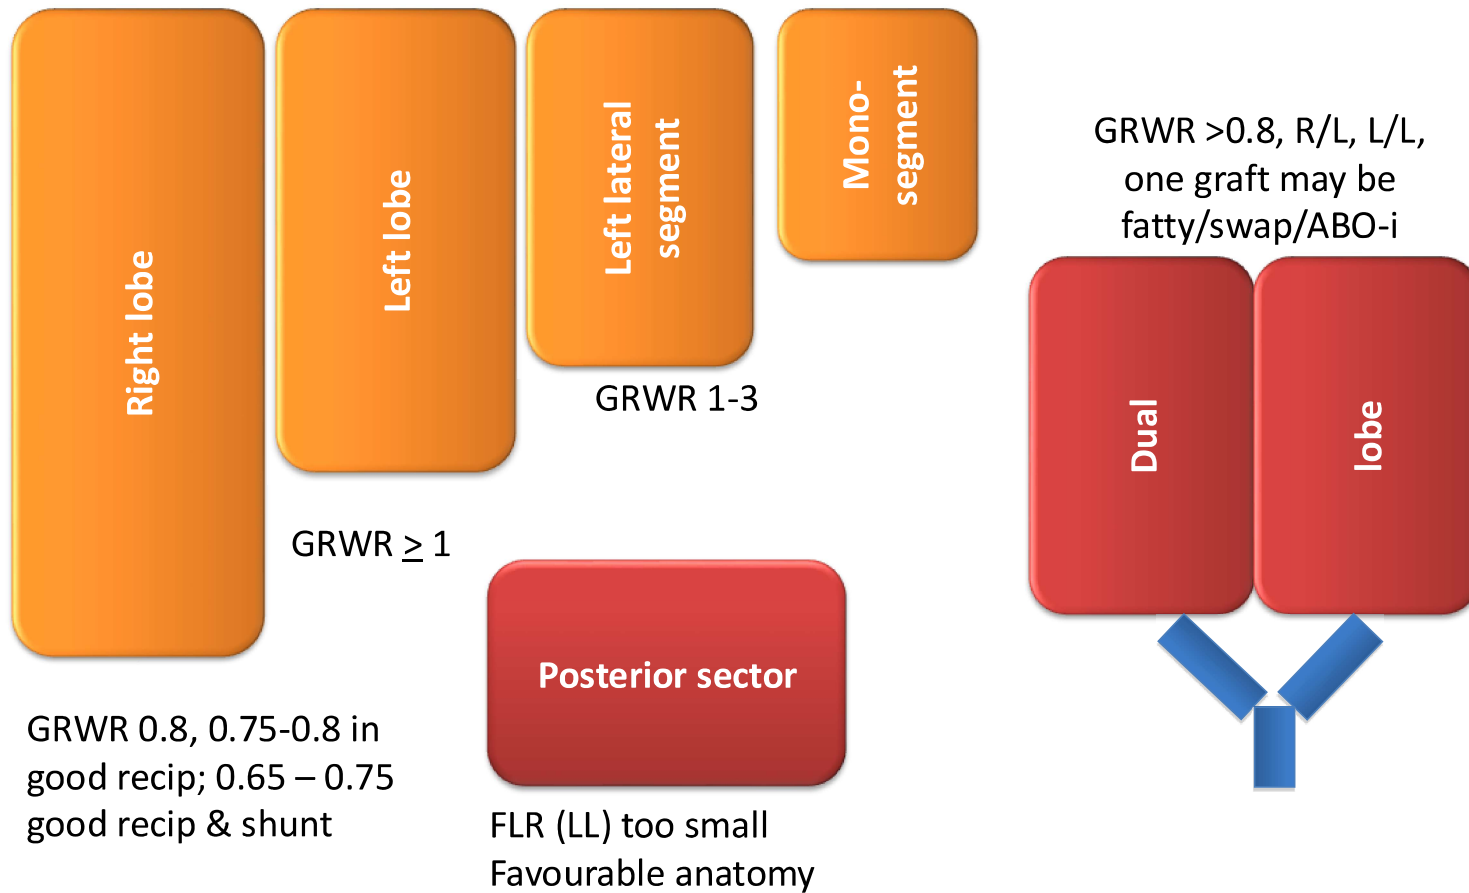 Right lobe
Left lobe
Left lateral
segment
Mono-
segment
GRWR 1-3
GRWR ≥ 1
GRWR 0.8, 0.75-0.8 in
good recip; 0.65 – 0.75
good recip & shunt
Posterior sector
FLR (LL) too small
Favourable anatomy
GRWR >0.8, R/L, L/L,
one graft may be
fatty/swap/ABO-i
Dual
lobe